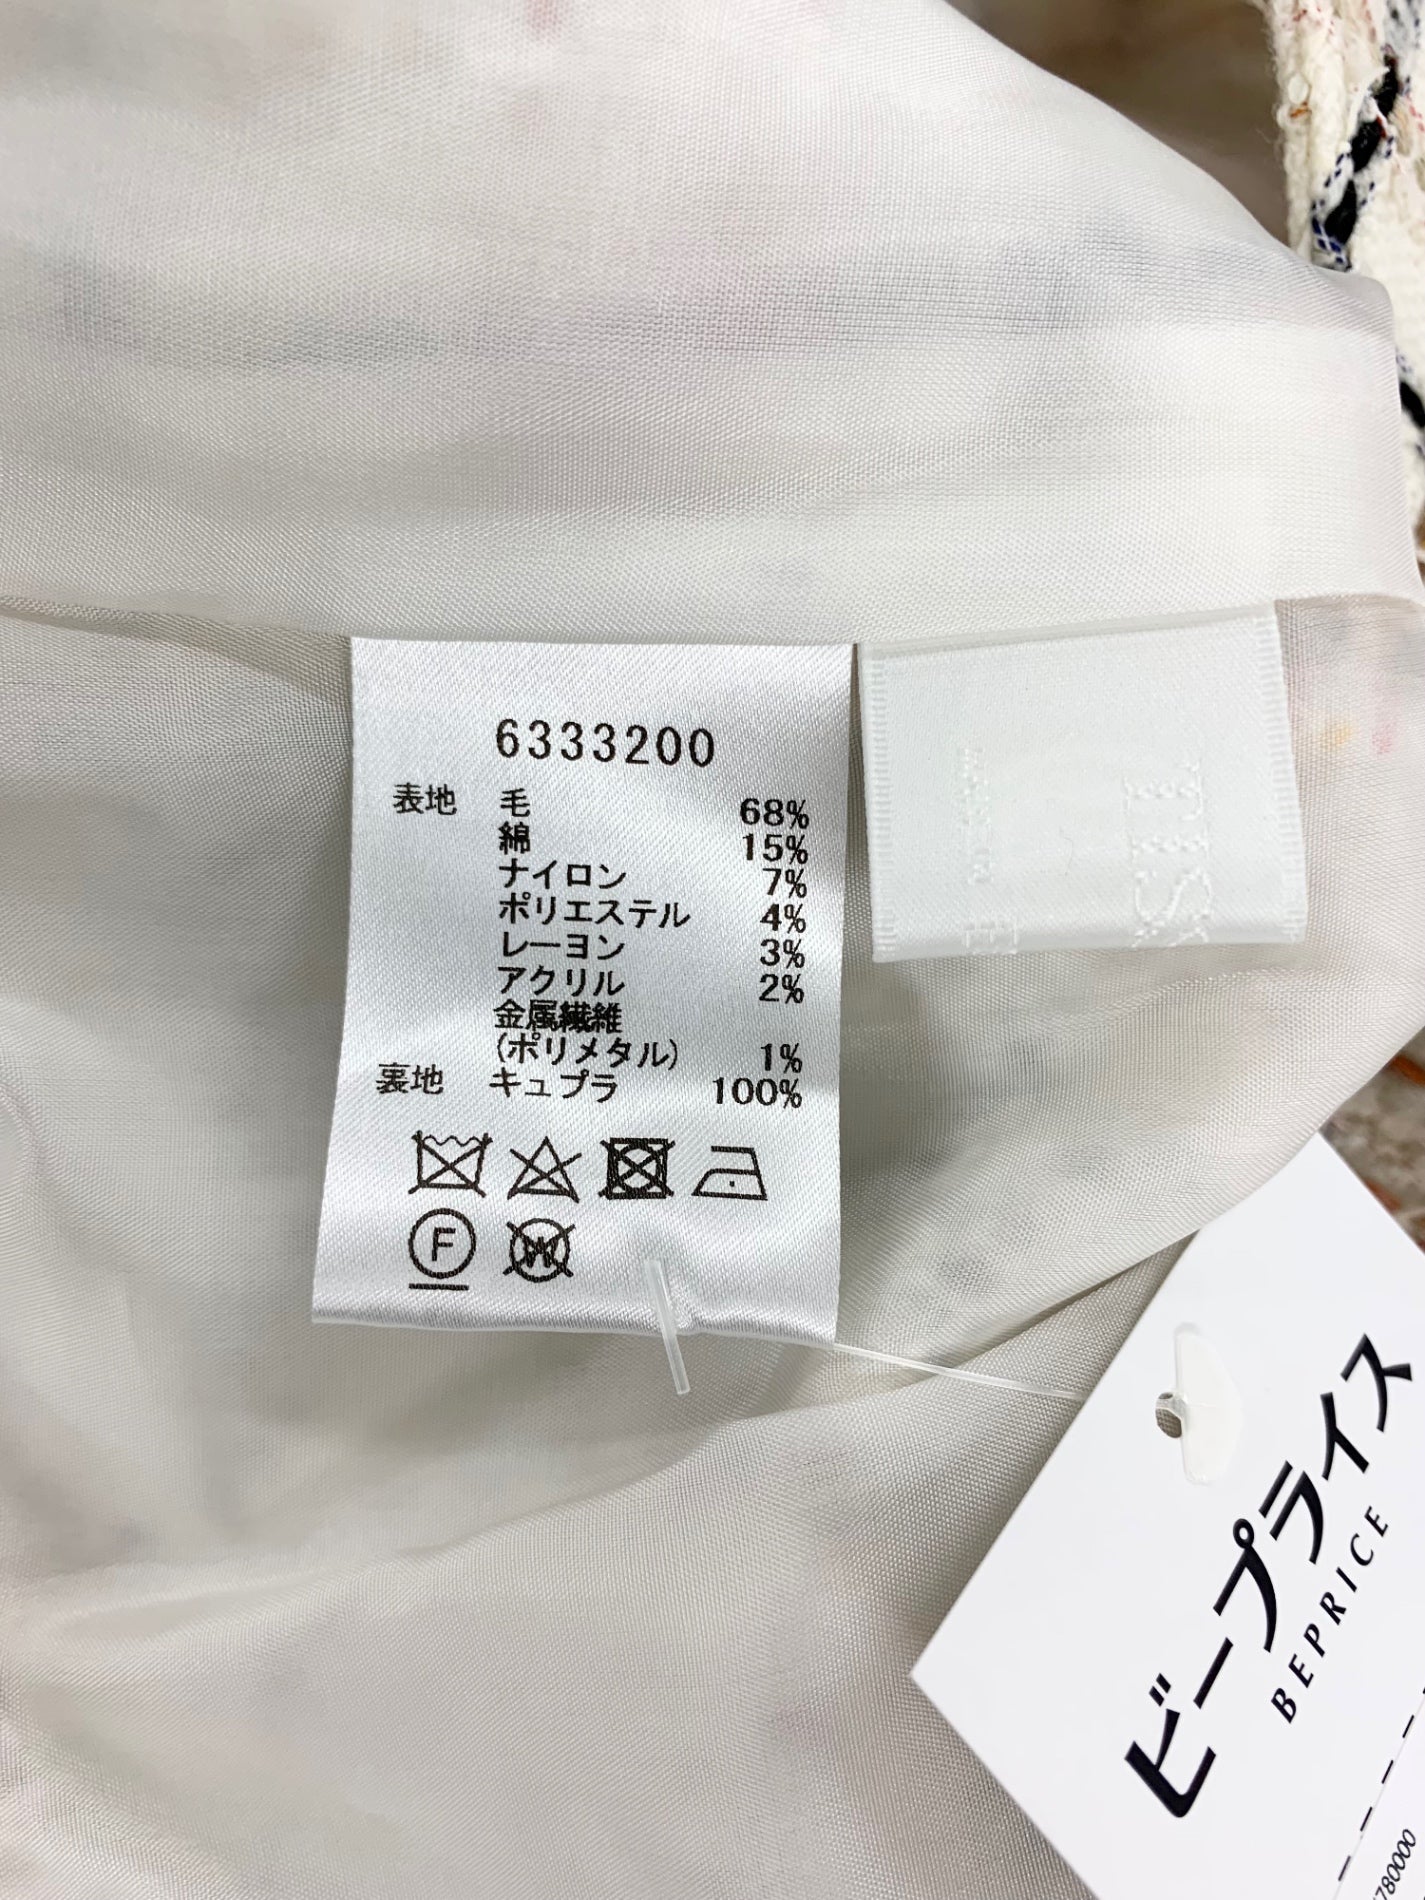 6333200
表地 毛 68%
綿 15%
ナイロン 7%
ポリエステル 4%
レーヨン 3%
アクリル 2%
金属繊維
(ポリメタル) 1%
裏地 キュプラ 100%
F
W
ビープライス
BEPRICE
780000